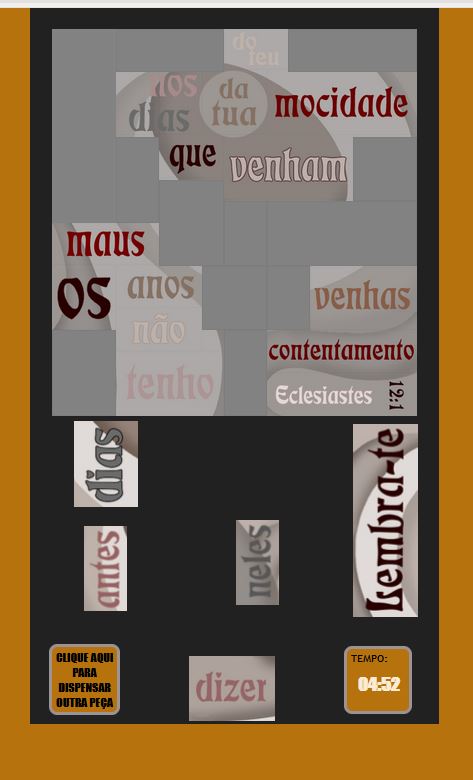 do
teu
nos
dias
da
tua
mocidade
que
venham
maus
os
anos
venhas
não
contentamento
tenho
Eclesiastes 12:1
dias
Lembra-te
antes
neles
dizer
CLIQUE AQUI
PARA
DISPENSAR
OUTRA PEÇA
TEMPO:
04:52